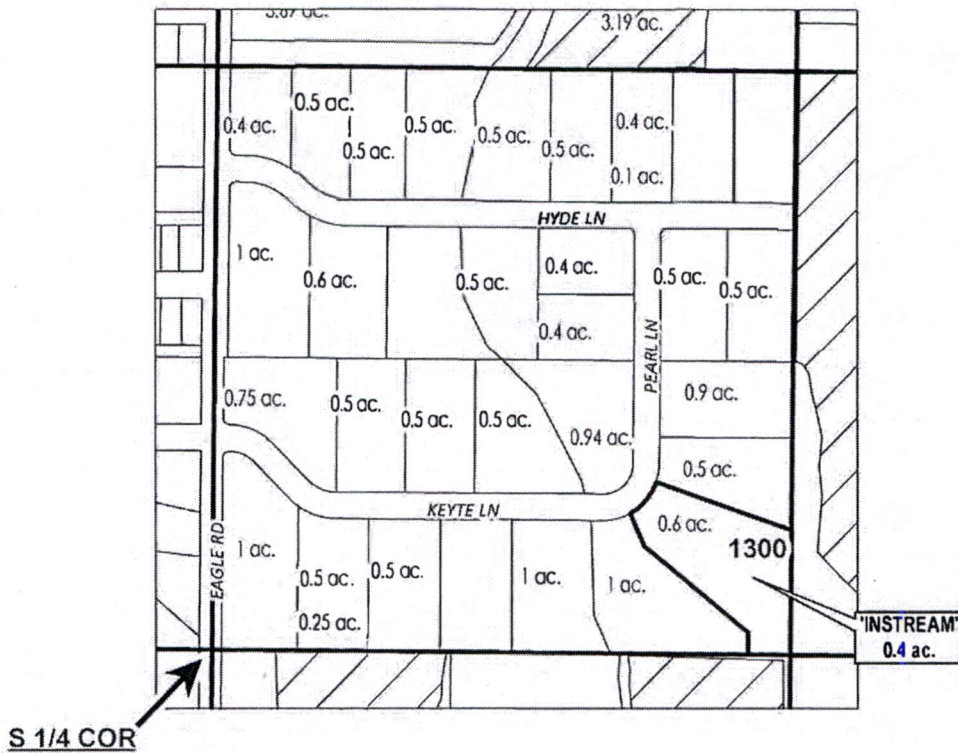 3.19 ac.
0.5 ac.
0.4 ac.
0.5 ac.
0.5 ac.
0.5 ac.
0.5 ac.
0.4 ac.
0.1 ac.
HYDE LN
1 ac.
0.6 ac.
0.5 ac.
0.4 ac.
0.4 ac.
0.5 ac.
0.5 ac.
PEARL LN
0.75 ac.
0.5 ac.
0.5 ac.
0.5 ac.
0.94 ac.
0.9 ac.
0.5 ac.
KEYTE LN
EAGLE RD
1 ac.
0.5 ac.
0.25 ac.
0.5 ac.
1 ac.
1 ac.
0.6 ac.
1300
"INSTREAM"
0.4 ac.
S 1/4 COR